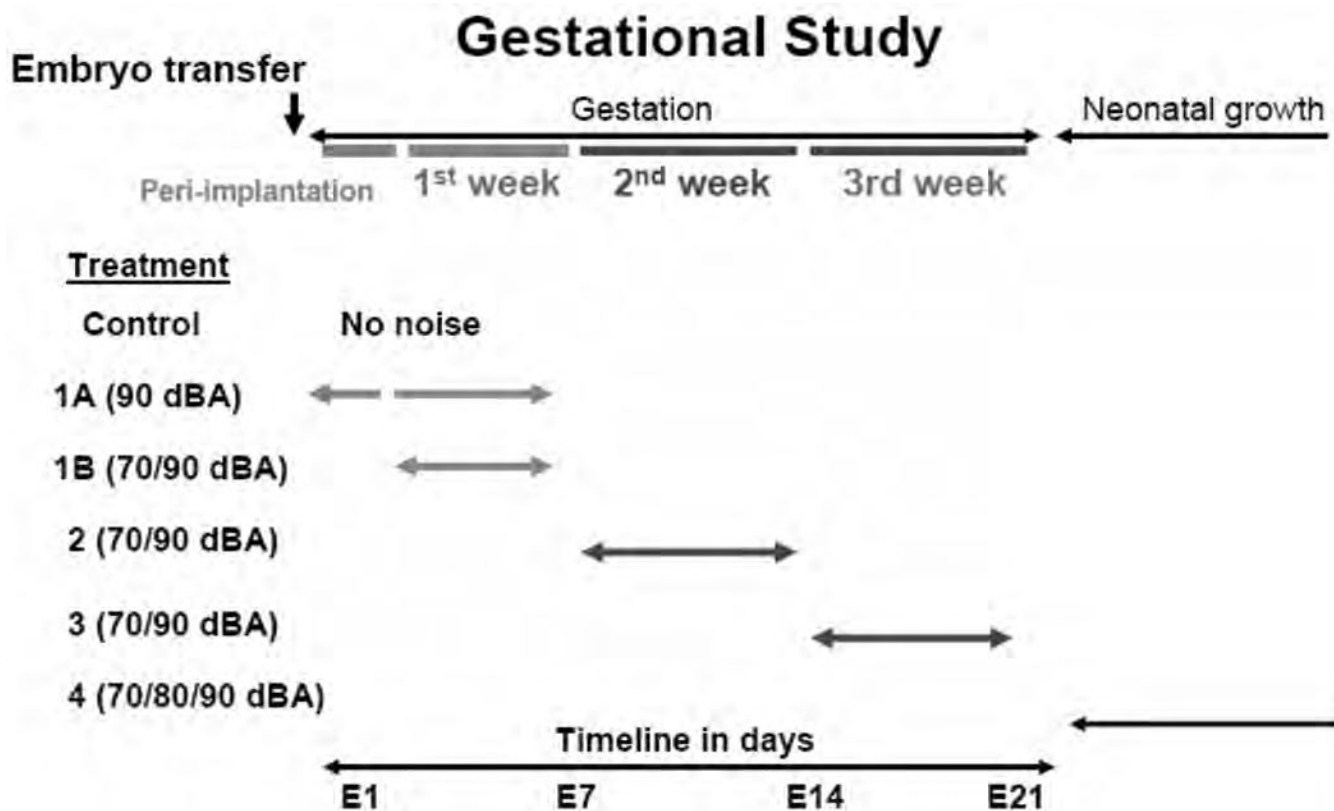 Gestational Study
Embryo transfer
Gestation
Neonatal growth
Peri-implantation
1st week
2nd week
3rd week
Treatment
Control
No noise
1A (90 dBA)
1B (70/90 dBA)
2 (70/90 dBA)
3 (70/90 dBA)
4 (70/80/90 dBA)
Timeline in days
E1
E7
E14
E21